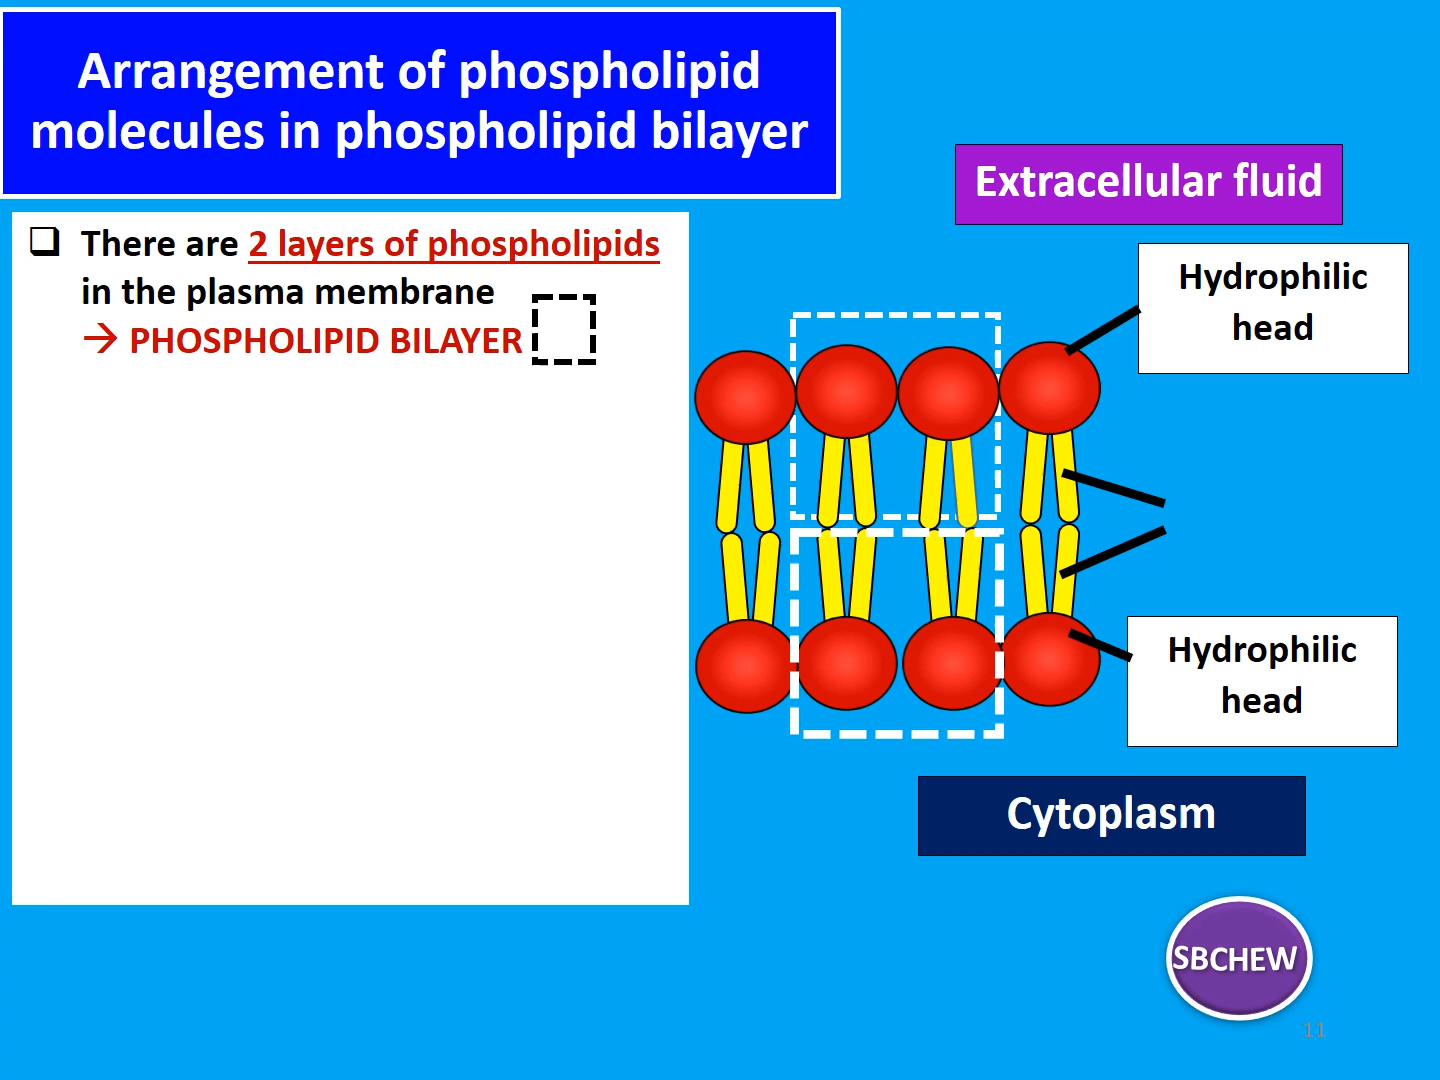 Arrangement of phospholipid
molecules in phospholipid bilayer
Extracellular fluid
❑ There are 2 layers of phospholipids
in the plasma membrane
→ PHOSPHOLIPID BILAYER
Hydrophilic
head
Hydrophilic
head
Cytoplasm
SBCHEW
11